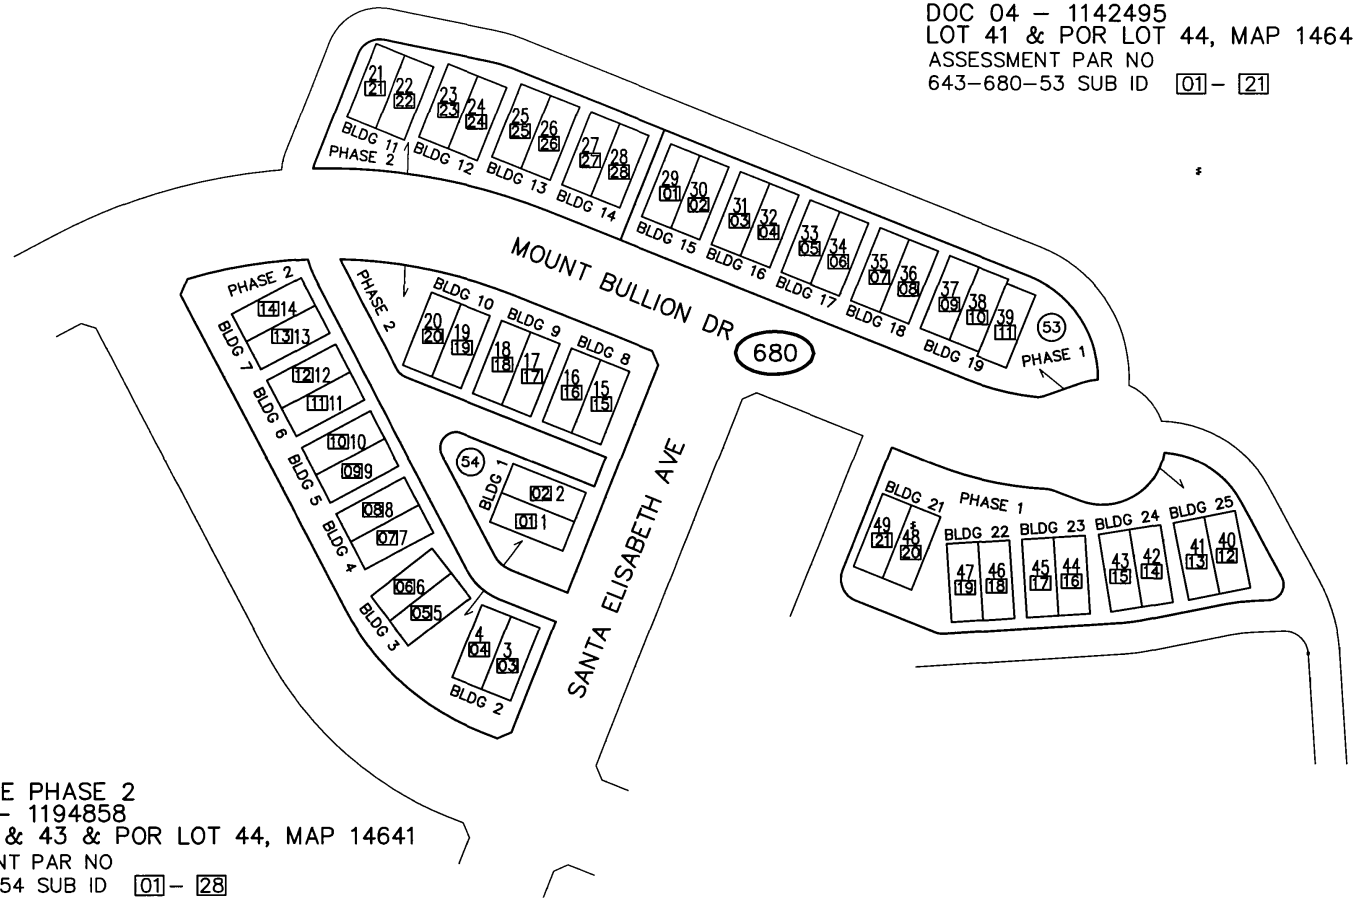 DOC 04 – 1142495
LOT 41 & POR LOT 44, MAP 1464
ASSESSMENT PAR NO
643–680–53 SUB ID 01 – 21
21
21
22
22
BLDG 11
PHASE 2
23
23
24
24
BLDG 12
25
25
26
26
BLDG 13
27
27
28
28
BLDG 14
29
01
30
02
BLDG 15
31
03
32
04
BLDG 16
33
05
34
06
BLDG 17
35
07
36
08
BLDG 18
37
09
38
10
39
11
BLDG 19
53
PHASE 1
MOUNT BULLION DR
680
PHASE 2
14 14
13 13
BLDG 7
12 12
11 11
BLDG 6
10 10
09 9
BLDG 5
08 8
07 7
BLDG 4
06 6
05 5
BLDG 3
4
04
3
03
BLDG 2
PHASE 2
BLDG 10
20
20
19
19
BLDG 9
18
18
17
17
BLDG 8
16
16
15
15
54
BLDG 1
02 2
01 1
SANTA ELISABETH AVE
BLDG 21
49
21
48
20
PHASE 1
BLDG 22
47
19
46
18
BLDG 23
45
17
44
16
BLDG 24
43
15
42
14
BLDG 25
41
13
40
12
E PHASE 2
– 1194858
& 43 & POR LOT 44, MAP 14641
NT PAR NO
54 SUB ID 01 – 28